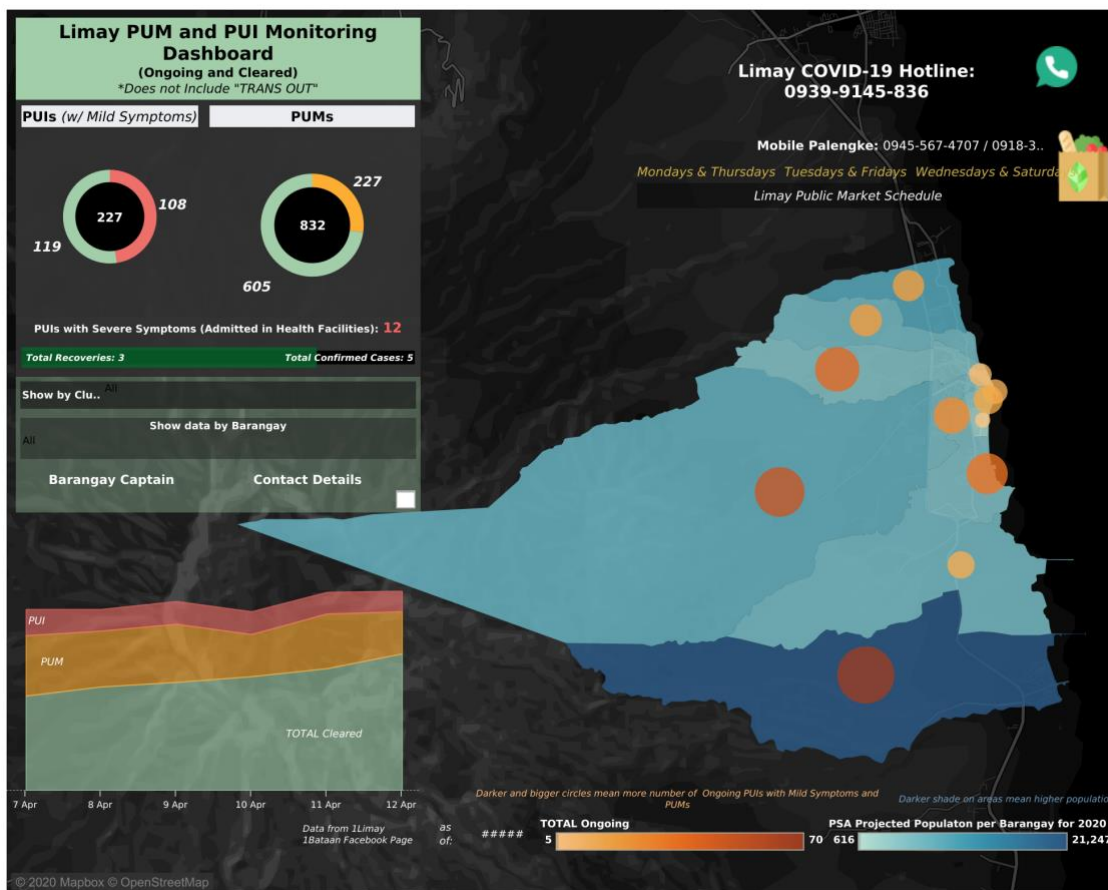 Limay PUM and PUI Monitoring
Dashboard
(Ongoing and Cleared)
*Does not Include "TRANS OUT"
PUIs (w/ Mild Symptoms)
PUMs
227
108
119
832
227
605
PUIs with Severe Symptoms (Admitted in Health Facilities): 12
Total Recoveries: 3
Total Confirmed Cases: 5
Show by Clu..
All
Show data by Barangay
All
Barangay Captain
Contact Details
Limay COVID-19 Hotline:
0939-9145-836
Mobile Palengke: 0945-567-4707 / 0918-3..
Mondays & Thursdays Tuesdays & Fridays Wednesdays & Saturda
Limay Public Market Schedule
PUI
PUM
TOTAL Cleared
7 Apr
8 Apr
9 Apr
10 Apr
11 Apr
12 Apr
Data from 1Limay
1Bataan Facebook Page
as
of:
#####
Darker and bigger circles mean more number of Ongoing PUIs with Mild Symptoms and
PUMs
TOTAL Ongoing
5
70
Darker shade on areas mean higher populatio
PSA Projected Populaton per Barangay for 2020
616
21,247
© 2020 Mapbox © OpenStreetMap